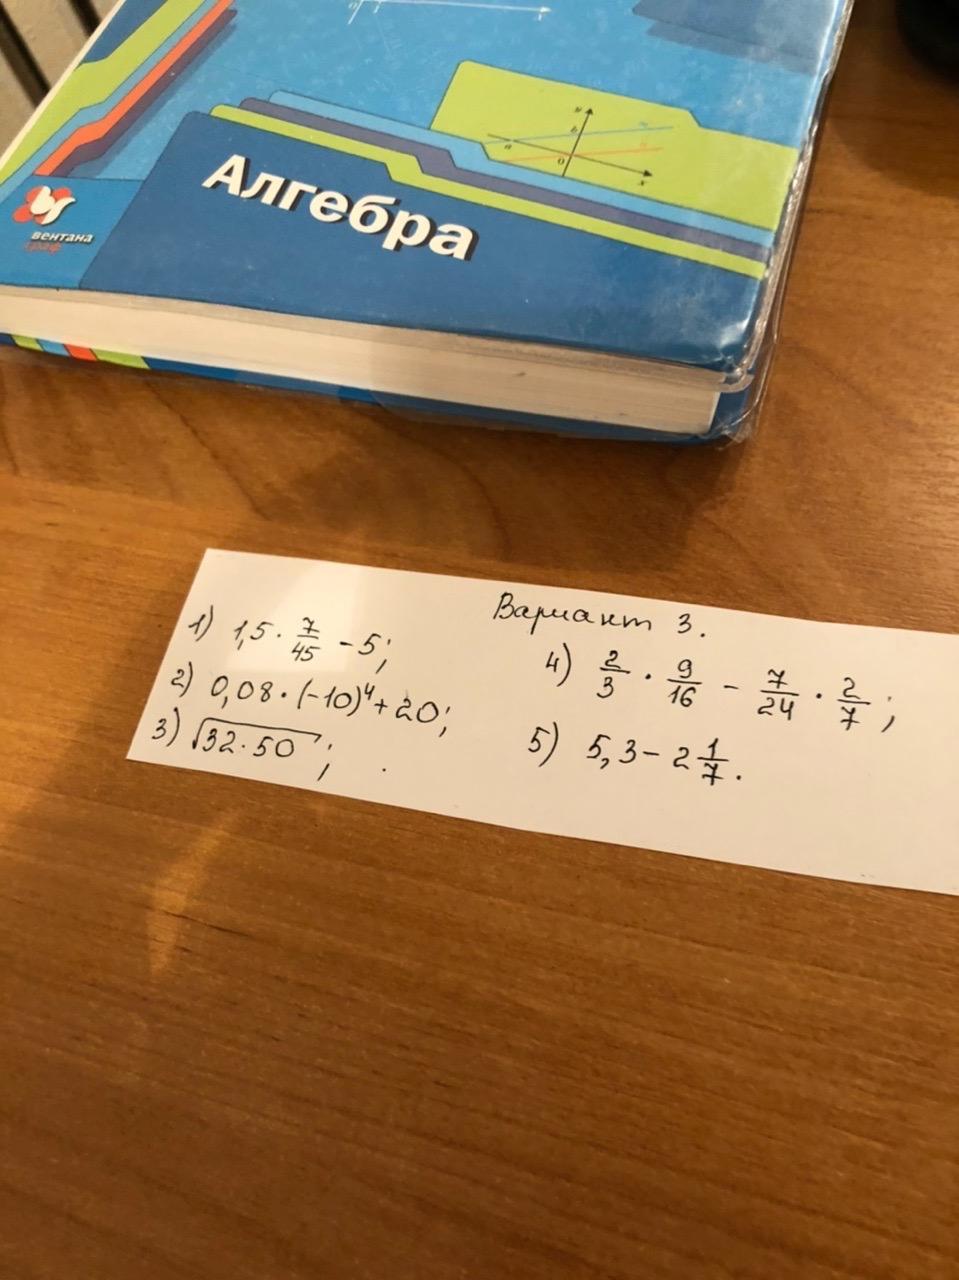 Алгебра
вентана
граф
y
b
a
0
x
Вариант 3.
1) 1,5 · 7/45 - 5;
2) 0,08 · (-10)⁴ + 20;
3) √32 · 50;
4) 2/3 · 9/16 - 7/24 · 2/7;
5) 5,3 - 2 1/7.